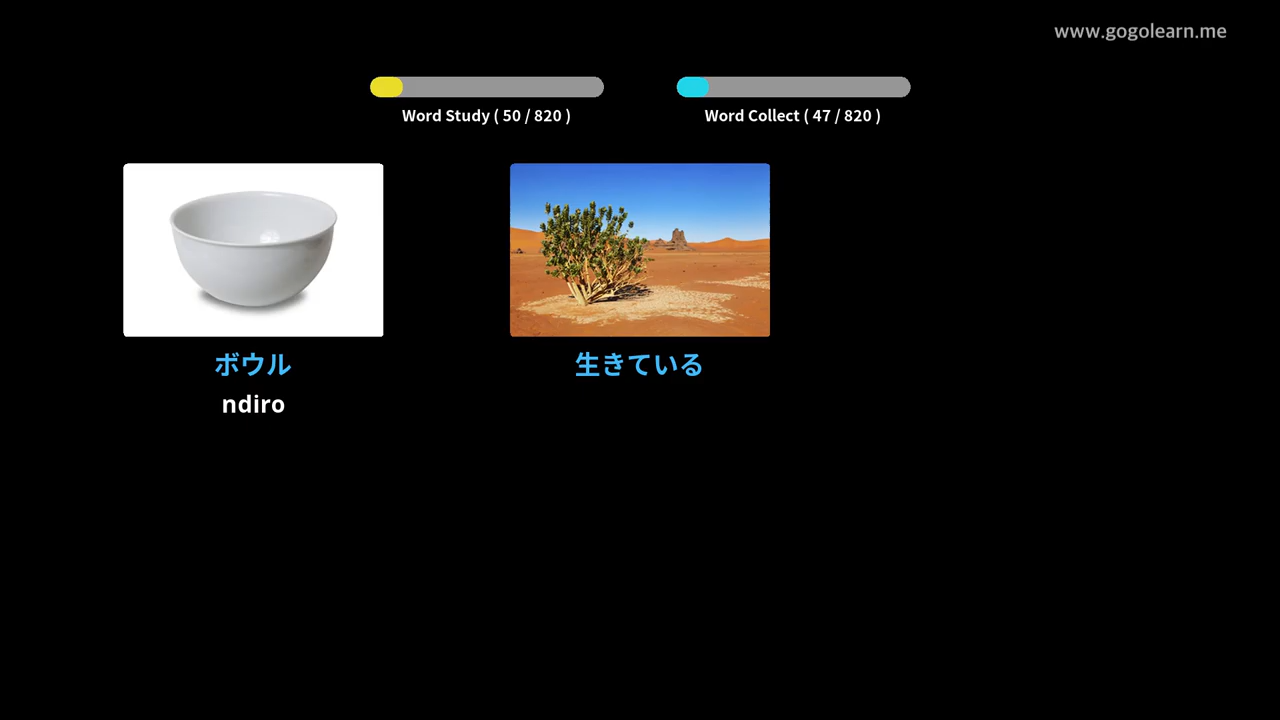 www.gogolearn.me
Word Study ( 50 / 820 )
Word Collect ( 47 / 820 )
ボウル
ndiro
生きている